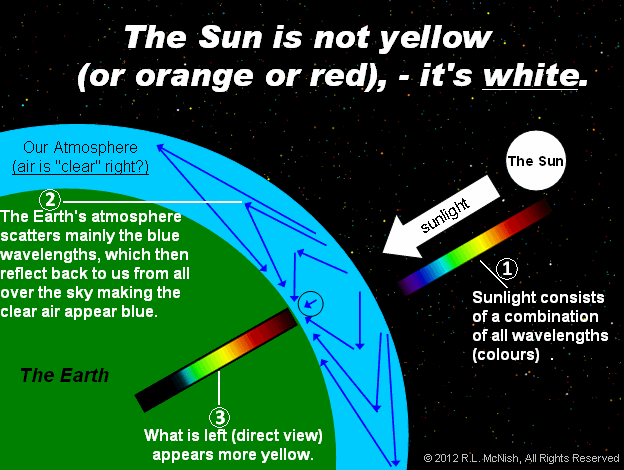 The Sun is not yellow
(or orange or red), - it's white.
Our Atmosphere
(air is "clear" right?)
The Sun
sunlight
2
The Earth's atmosphere
scatters mainly the blue
wavelengths, which then
reflect back to us from all
over the sky making the
clear air appear blue.
1
Sunlight consists
of a combination
of all wavelengths
(colours) .
The Earth
3
What is left (direct view)
appears more yellow.
© 2012 R.L. McNish, All Rights Reserved